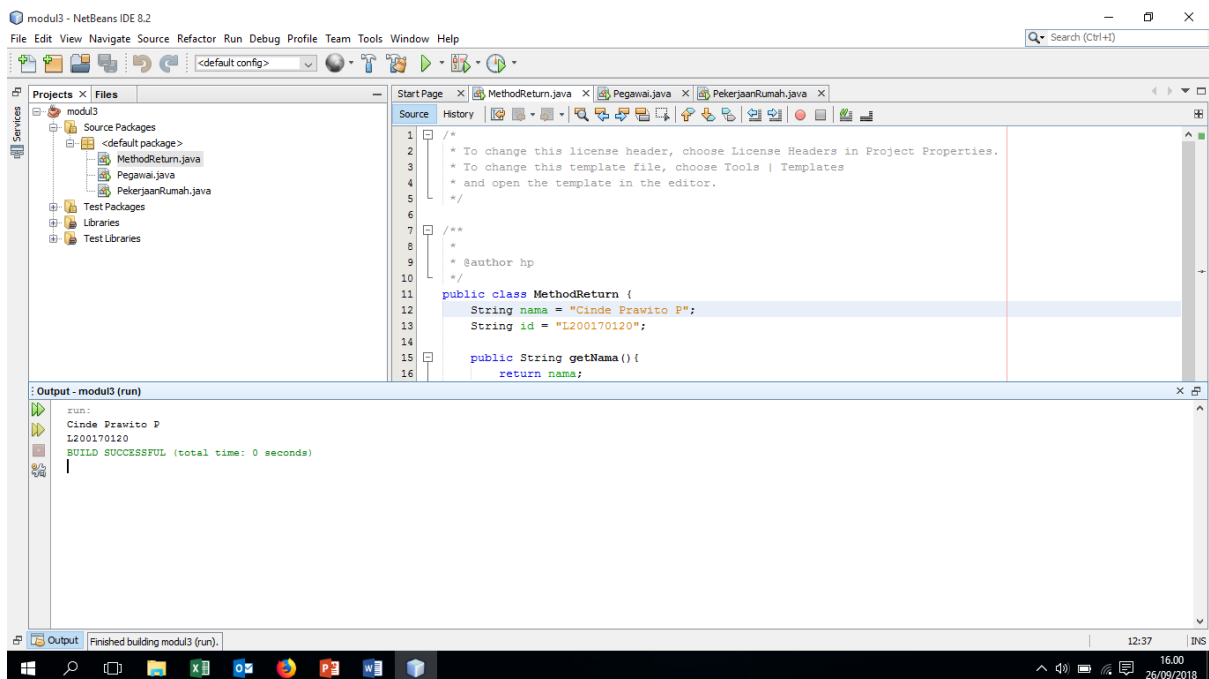 modul3 - NetBeans IDE 8.2
File Edit View Navigate Source Refactor Run Debug Profile Team Tools Window Help
Search (Ctrl+I)
<default config>
Projects Files
Services
modul3
Source Packages
<default package>
MethodReturn.java
Pegawai.java
PekerjaanRumah.java
Test Packages
Libraries
Test Libraries
Start Page MethodReturn.java Pegawai.java PekerjaanRumah.java
Source History
1 /*
2 * To change this license header, choose License Headers in Project Properties.
3 * To change this template file, choose Tools | Templates
4 * and open the template in the editor.
5 */
6
7 /**
8 *
9 * @author hp
10 */
11 public class MethodReturn {
12 String nama = "Cinde Prawito P";
13 String id = "L200170120";
14
15 public String getNama(){
16 return nama;
Output - modul3 (run)
run:
Cinde Prawito P
L200170120
BUILD SUCCESSFUL (total time: 0 seconds)
Output Finished building modul3 (run).
12:37 INS
16.00
26/09/2018